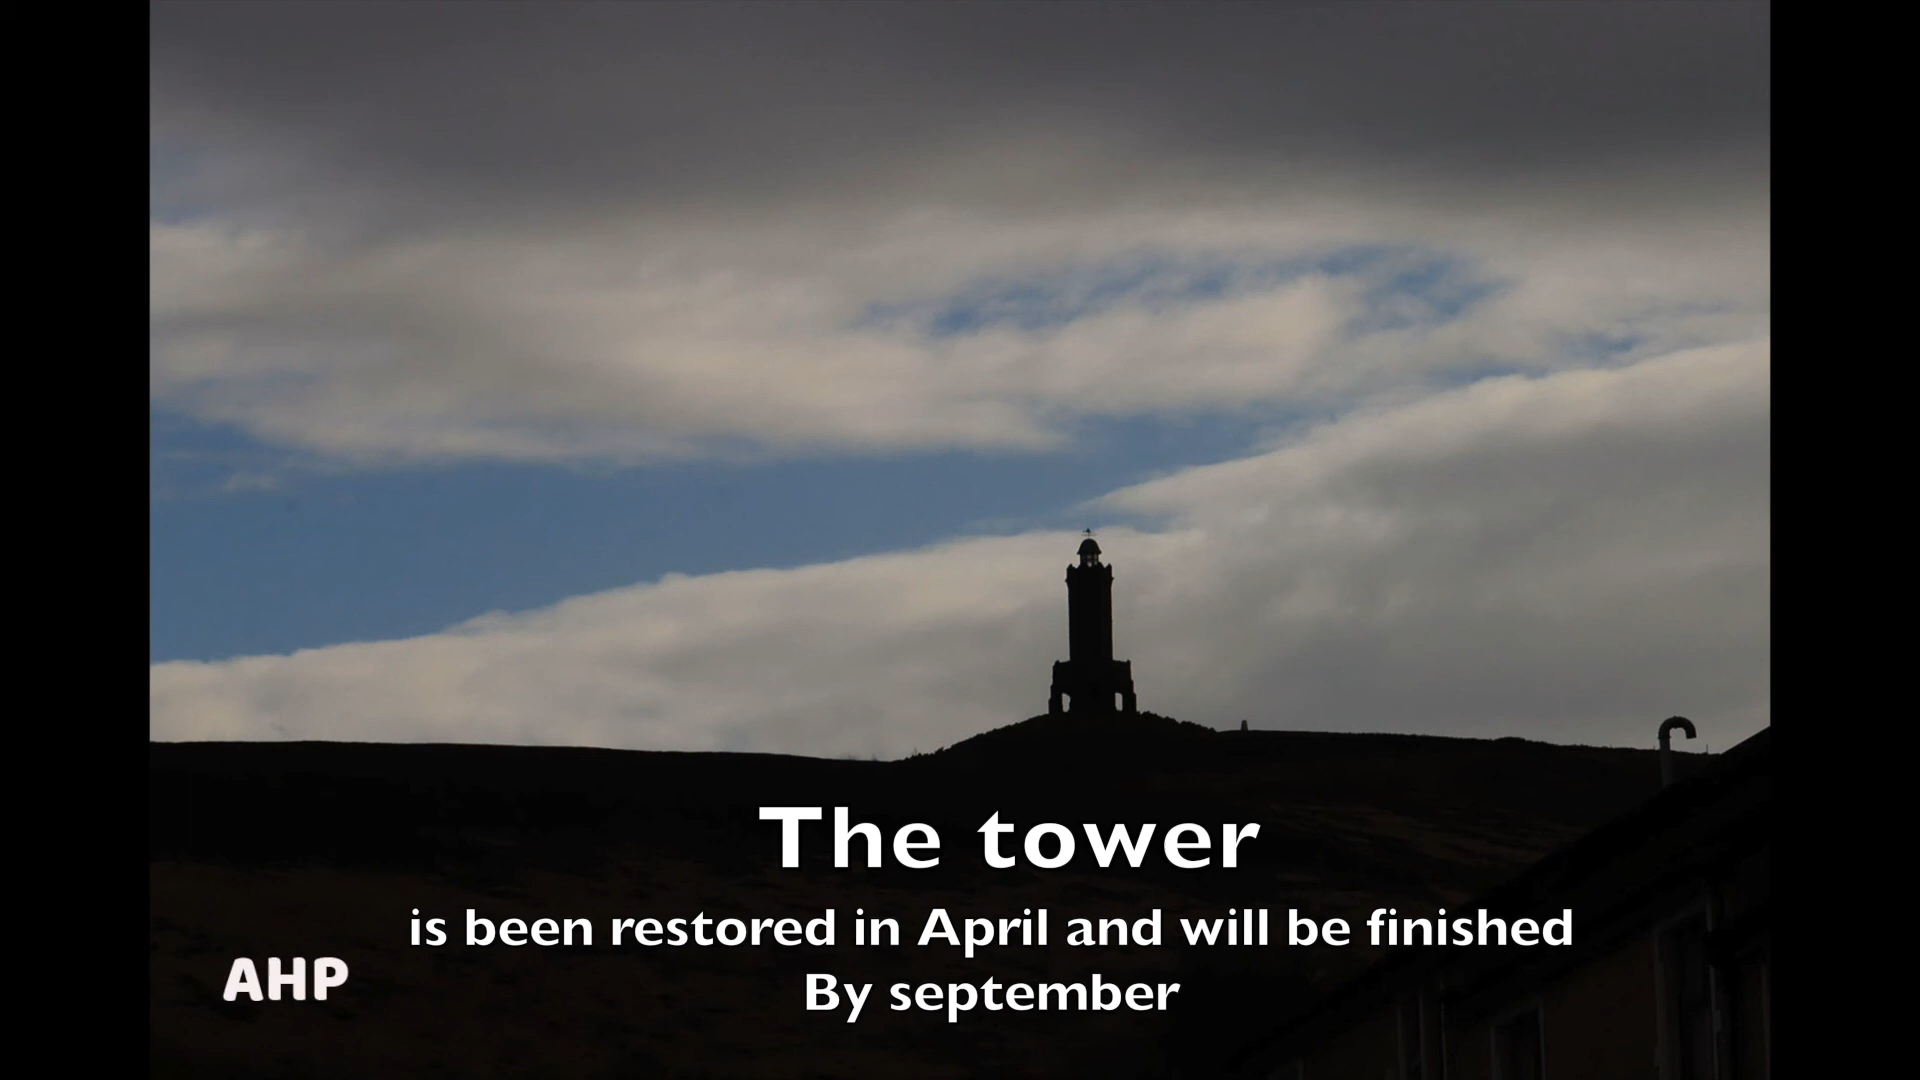 The tower
is been restored in April and will be finished
By september
AHP